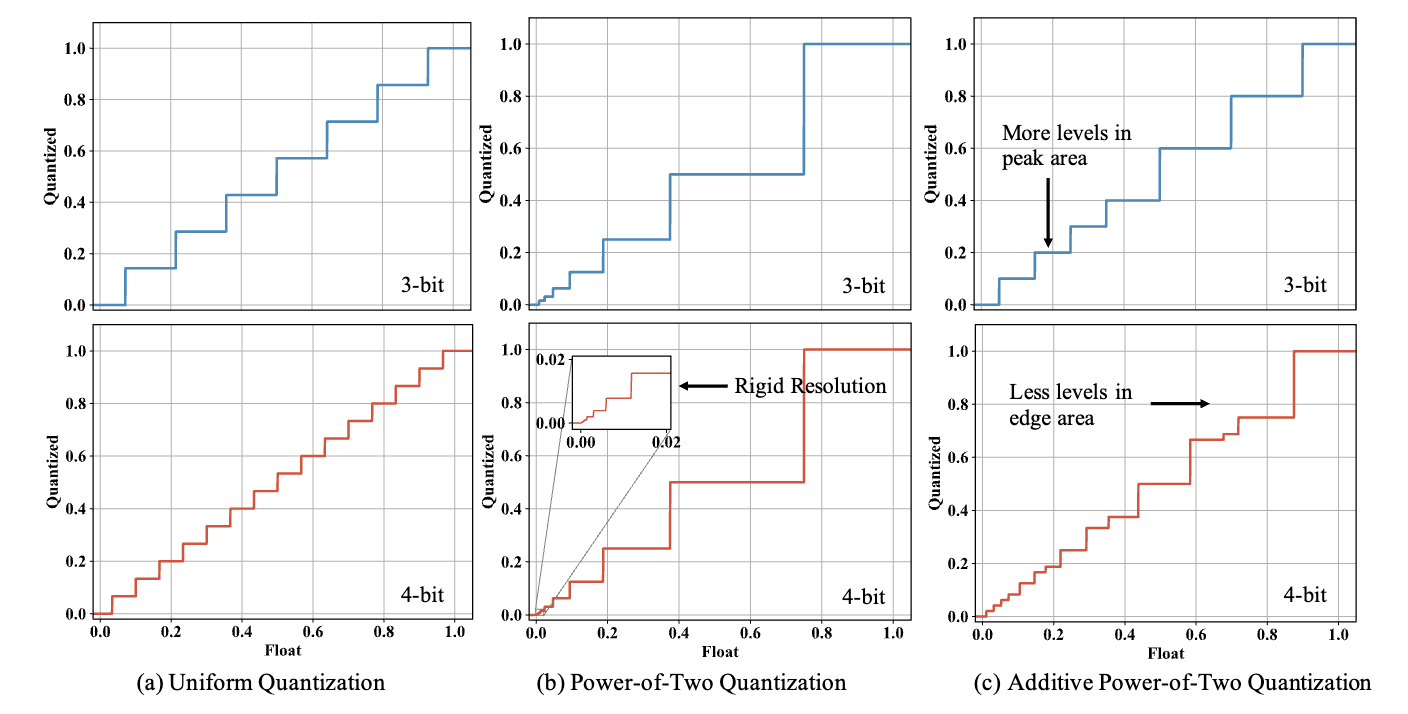 Quantized
1.0
0.8
0.6
0.4
0.2
0.0
3-bit
Quantized
1.0
0.8
0.6
0.4
0.2
0.0
3-bit
Quantized
1.0
0.8
0.6
0.4
0.2
0.0
More levels in
peak area
3-bit
Quantized
1.0
0.8
0.6
0.4
0.2
0.0
4-bit
0.0 0.2 0.4 0.6 0.8 1.0
Float
Quantized
1.0
0.8
0.6
0.4
0.2
0.0
0.02
0.00
0.00 0.02
Rigid Resolution
4-bit
0.0 0.2 0.4 0.6 0.8 1.0
Float
Quantized
1.0
0.8
0.6
0.4
0.2
0.0
Less levels in
edge area
4-bit
0.0 0.2 0.4 0.6 0.8 1.0
Float
(a) Uniform Quantization
(b) Power-of-Two Quantization
(c) Additive Power-of-Two Quantization